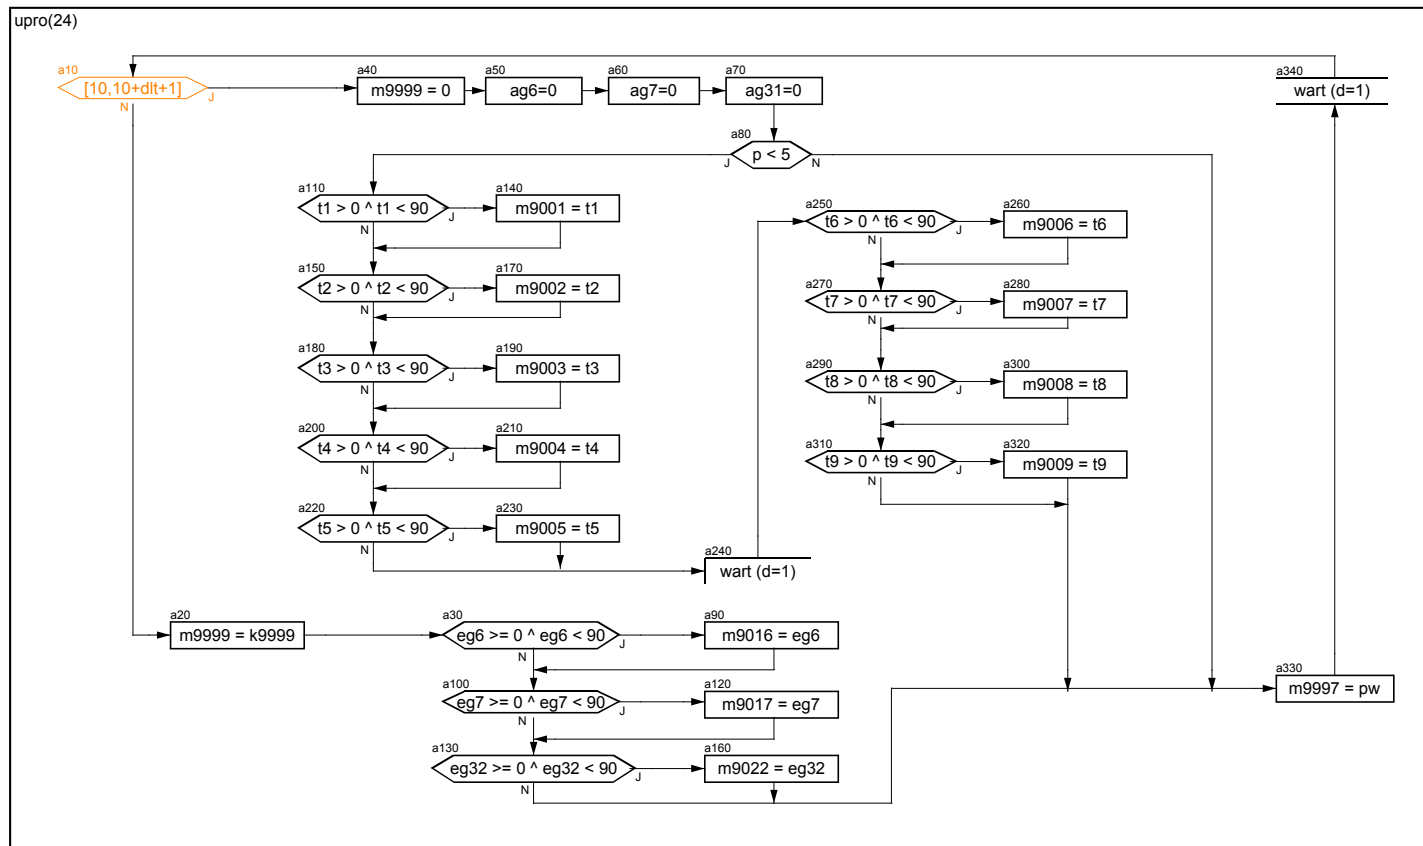 upro(24)
a10
[10,10+dlt+1]
J
N
a40
m9999 = 0
a50
ag6=0
a60
ag7=0
a70
ag31=0
a340
wart (d=1)
a80
p < 5
J
N
a110
t1 > 0 ^ t1 < 90
J
N
a140
m9001 = t1
a150
t2 > 0 ^ t2 < 90
J
N
a170
m9002 = t2
a180
t3 > 0 ^ t3 < 90
J
N
a190
m9003 = t3
a200
t4 > 0 ^ t4 < 90
J
N
a210
m9004 = t4
a220
t5 > 0 ^ t5 < 90
J
N
a230
m9005 = t5
a240
wart (d=1)
a250
t6 > 0 ^ t6 < 90
J
N
a260
m9006 = t6
a270
t7 > 0 ^ t7 < 90
J
N
a280
m9007 = t7
a290
t8 > 0 ^ t8 < 90
J
N
a300
m9008 = t8
a310
t9 > 0 ^ t9 < 90
J
N
a320
m9009 = t9
a20
m9999 = k9999
a30
eg6 >= 0 ^ eg6 < 90
J
N
a90
m9016 = eg6
a100
eg7 >= 0 ^ eg7 < 90
J
N
a120
m9017 = eg7
a130
eg32 >= 0 ^ eg32 < 90
J
N
a160
m9022 = eg32
a330
m9997 = pw